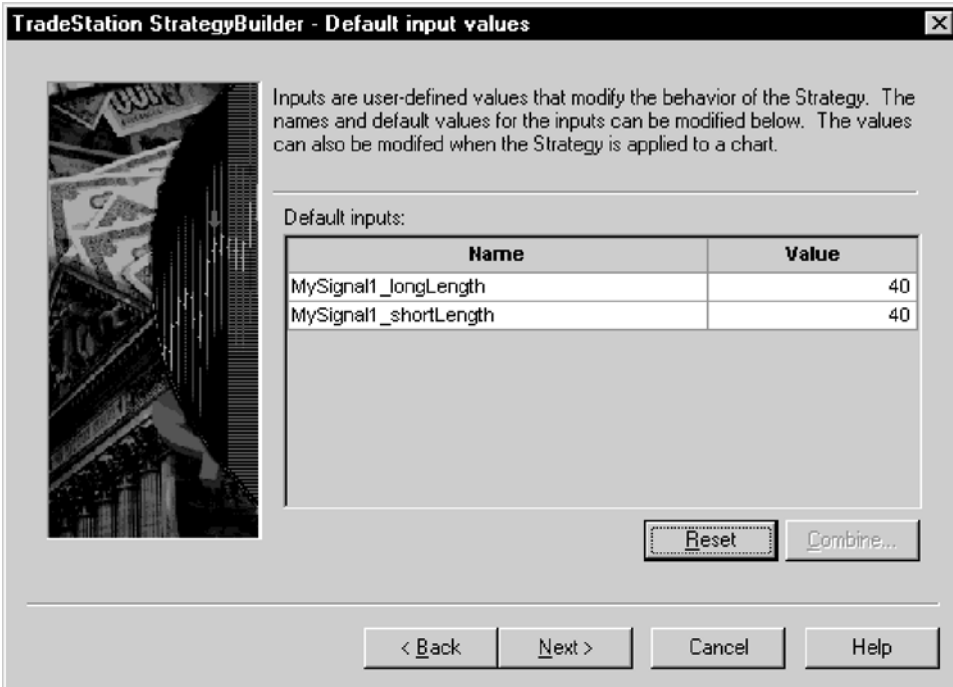 TradeStation StrategyBuilder - Default input values
Inputs are user-defined values that modify the behavior of the Strategy. The
names and default values for the inputs can be modified below. The values
can also be modifed when the Strategy is applied to a chart.
Default inputs:
Name Value
MySignal1_longLength 40
MySignal1_shortLength 40
Reset Combine...
< Back Next > Cancel Help